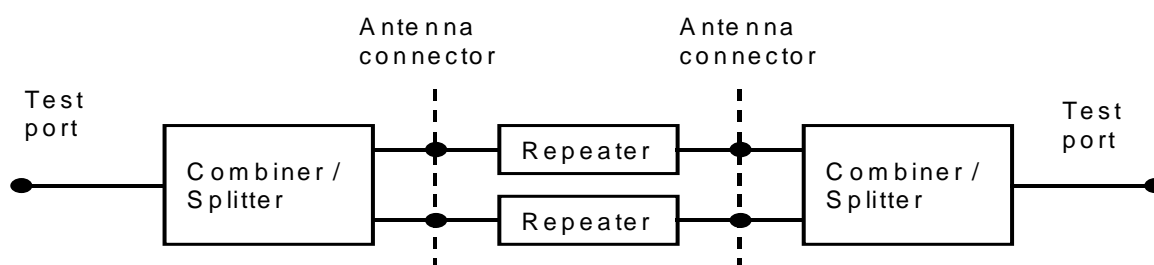 Antenna
connector
Antenna
connector
Test
port
Test
port
Combiner /
Splitter
Repeater
Combiner /
Splitter
Repeater